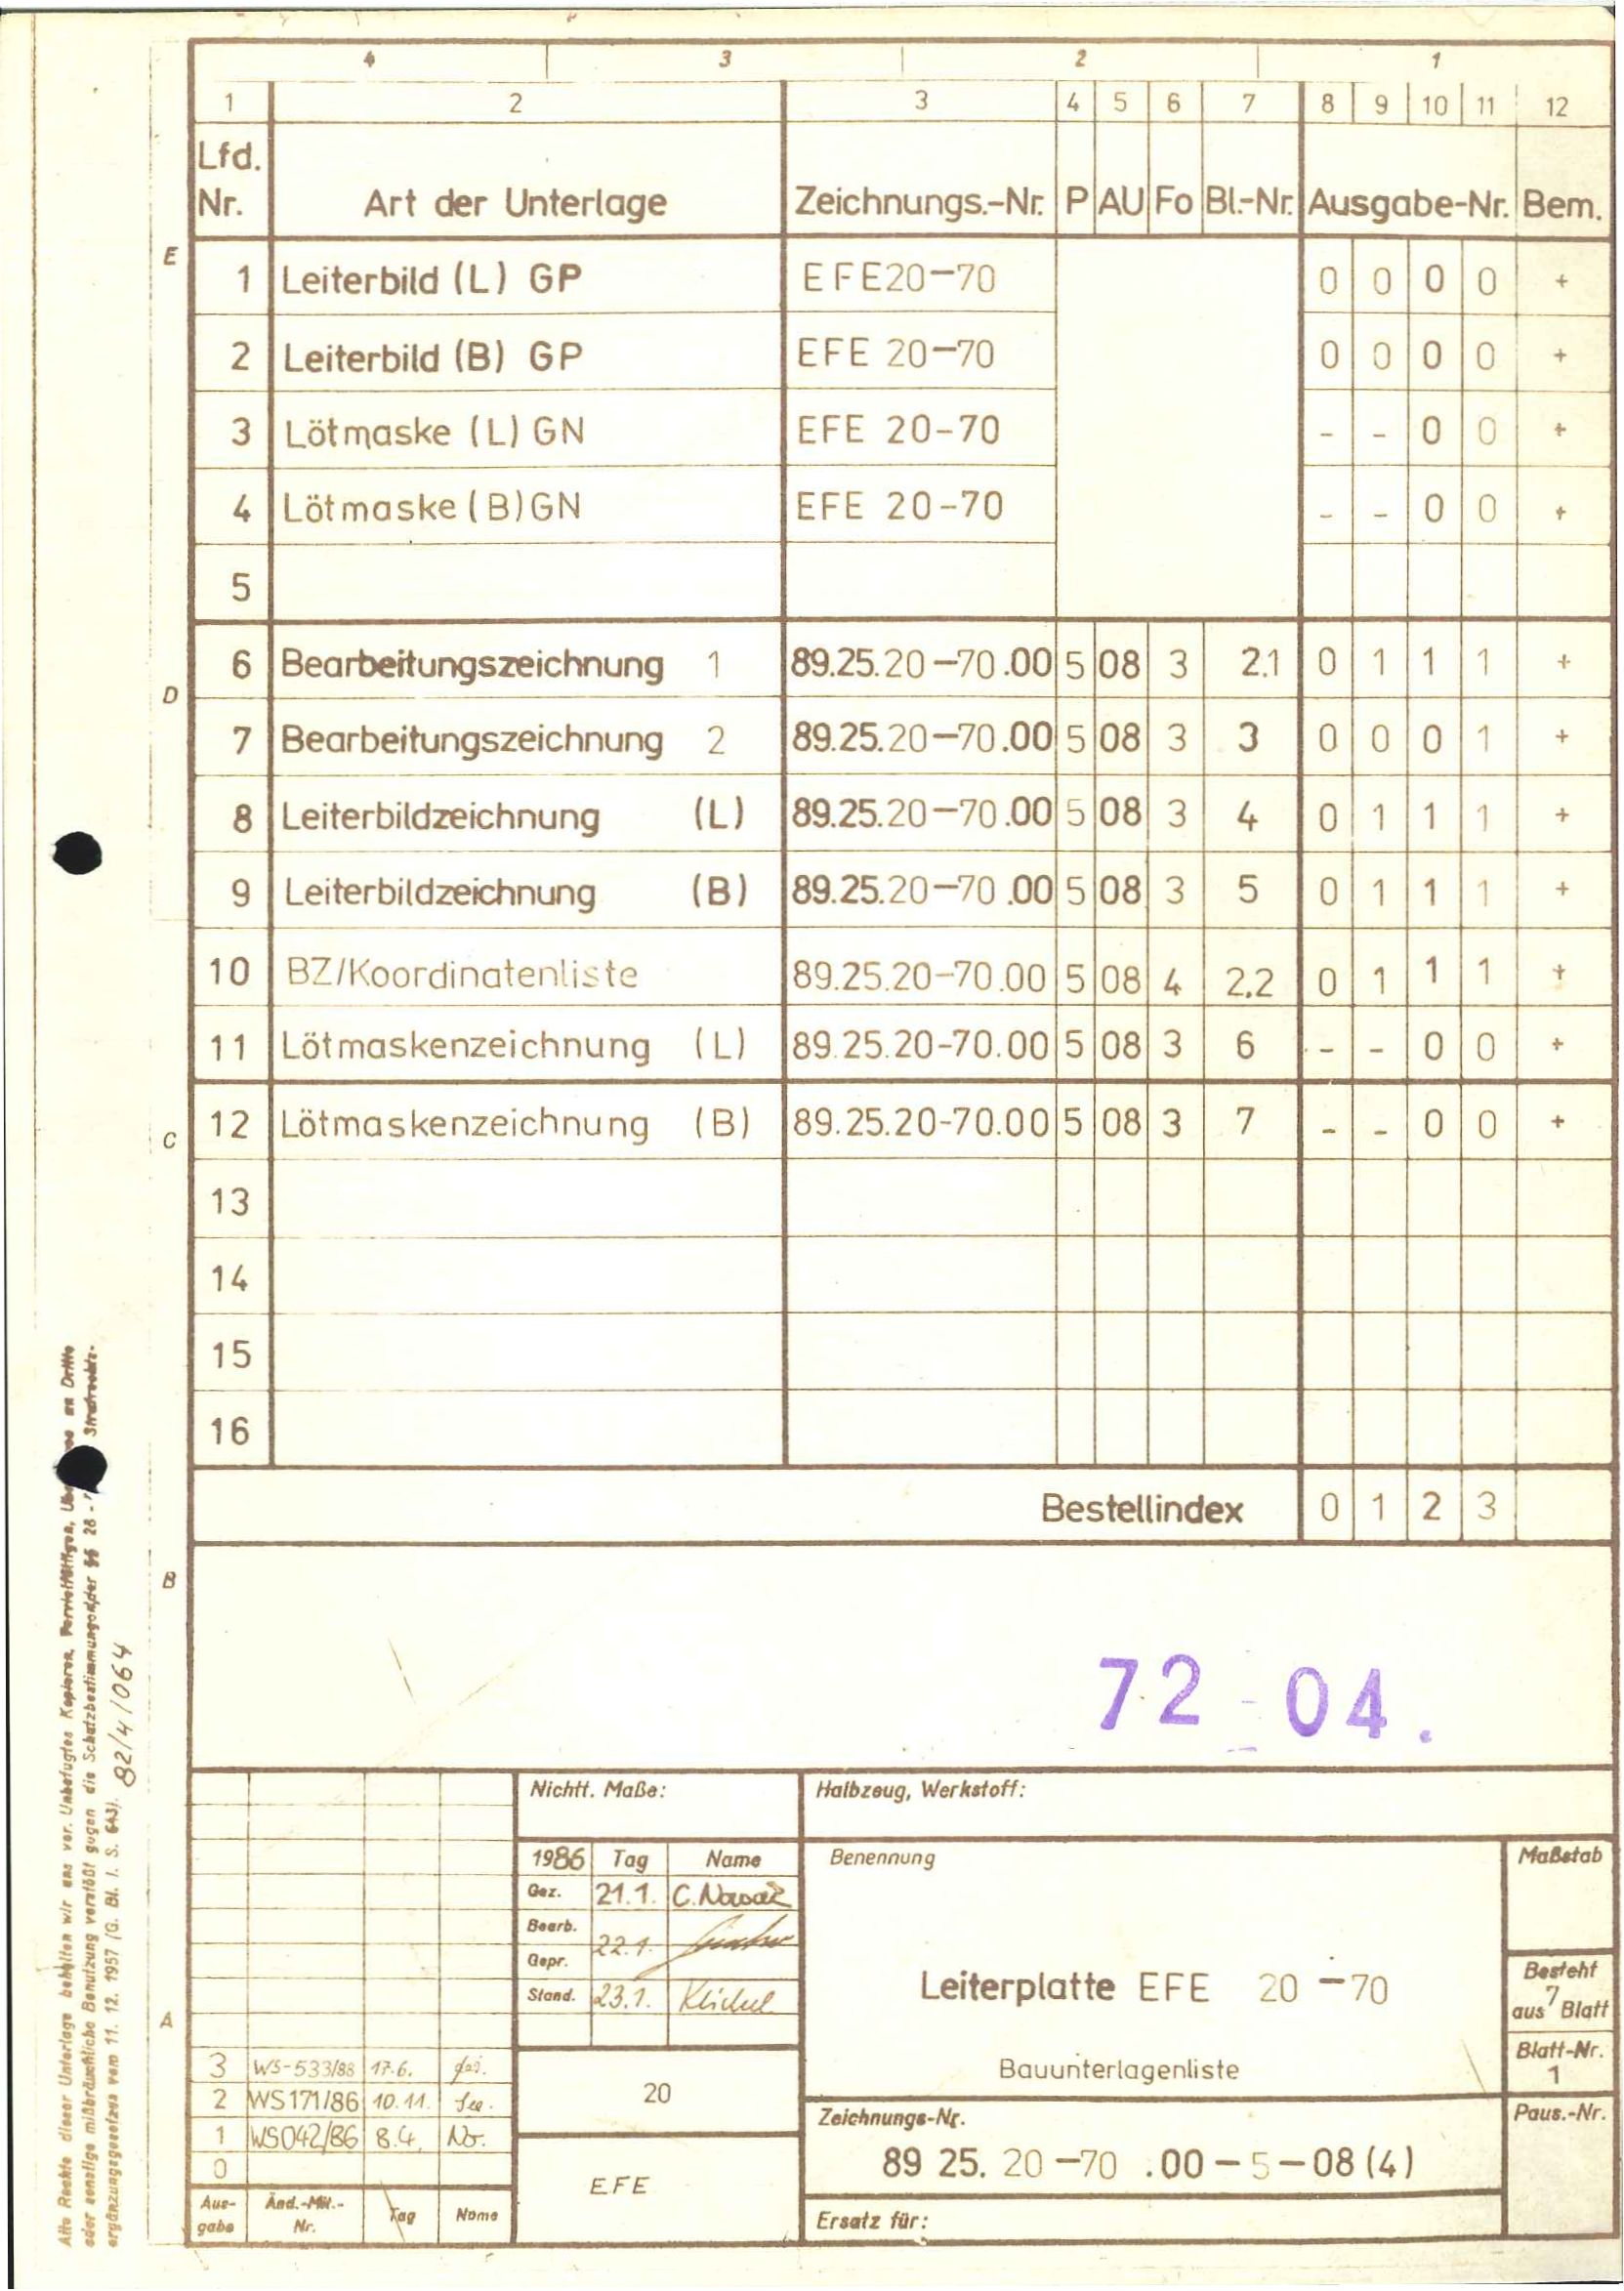 4 3 2 1
1 2 3 4 5 6 7 8 9 10 11 12
Lfd. Nr. Art der Unterlage Zeichnungs.-Nr. P AU Fo Bl.-Nr. Ausgabe-Nr. Bem.
E
1 Leiterbild (L) GP EFE20-70 0 0 0 0 +
2 Leiterbild (B) GP EFE 20-70 0 0 0 0 +
3 Lötmaske (L) GN EFE 20-70 - - 0 0 +
4 Lötmaske (B) GN EFE 20-70 - - 0 0 +
5
6 Bearbeitungszeichnung 1 89.25.20-70.00 5 08 3 2.1 0 1 1 1 +
D
7 Bearbeitungszeichnung 2 89.25.20-70.00 5 08 3 3 0 0 0 1 +
8 Leiterbildzeichnung (L) 89.25.20-70.00 5 08 3 4 0 1 1 1 +
9 Leiterbildzeichnung (B) 89.25.20-70.00 5 08 3 5 0 1 1 1 +
10 BZ/Koordinatenliste 89.25.20-70.00 5 08 4 2.2 0 1 1 1 +
11 Lötmaskenzeichnung (L) 89.25.20-70.00 5 08 3 6 - - 0 0 +
12 Lötmaskenzeichnung (B) 89.25.20-70.00 5 08 3 7 - - 0 0 +
C
13
14
15
16
Bestellindex 0 1 2 3
B
72 04.
Nichtt. Maße: Halbzeug, Werkstoff:
1986 Tag Name
Gez. 21.1. C. Nowak
Bearb.
22.1.
Gepr.
Stand. 23.1.
Benennung
Leiterplatte EFE 20-70
Bauunterlagenliste
Maßstab
Besteht
aus 7 Blatt
Blatt-Nr.
1
Paus.-Nr.
A
3 WS-533/88 17.6.
2 WS171/86 10.11.
1 WS042/86 8.4. No.
0
Aus-
gabe
Änd.-Mit.-
Nr.
Tag Name
20
EFE
Zeichnungs-Nr.
89 25. 20-70 .00-5-08(4)
Ersatz für:
Alle Rechte dieser Unterlage behalten wir uns vor. Unbefugtes Kopieren, Vervielfältigen, an Dritte
oder sonstige mißbräuchliche Benutzung verstößt gegen die Schutzbestimmungen der §§ 28 - Strafrechts-
ergänzungsgesetzes vom 11. 12. 1957 (G. Bl. I. S. 643). 82/4/064